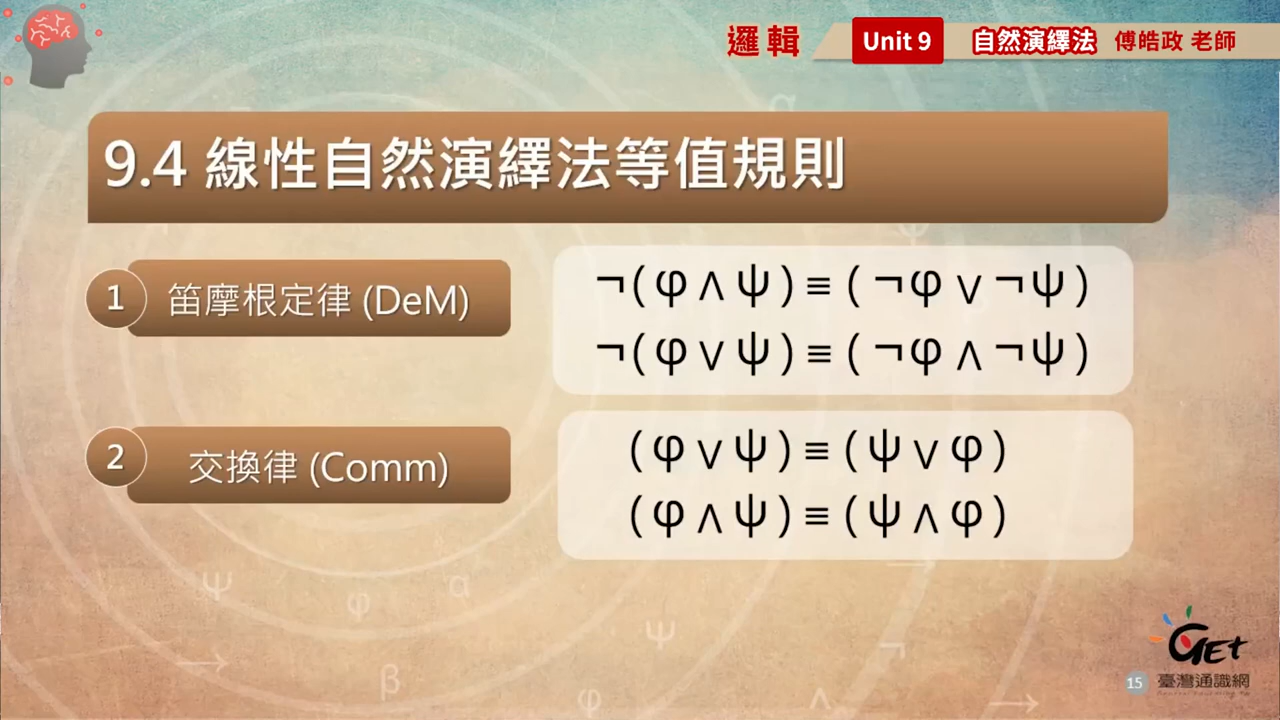 邏輯 Unit 9 自然演繹法 傅皓政 老師
9.4 線性自然演繹法等值規則
1 笛摩根定律 (DeM)
¬(φ∧ψ)≡(¬φ∨¬ψ)
¬(φ∨ψ)≡(¬φ∧¬ψ)
2 交換律 (Comm)
(φ∨ψ)≡(ψ∨φ)
(φ∧ψ)≡(ψ∧φ)
GET
15 臺灣通識網